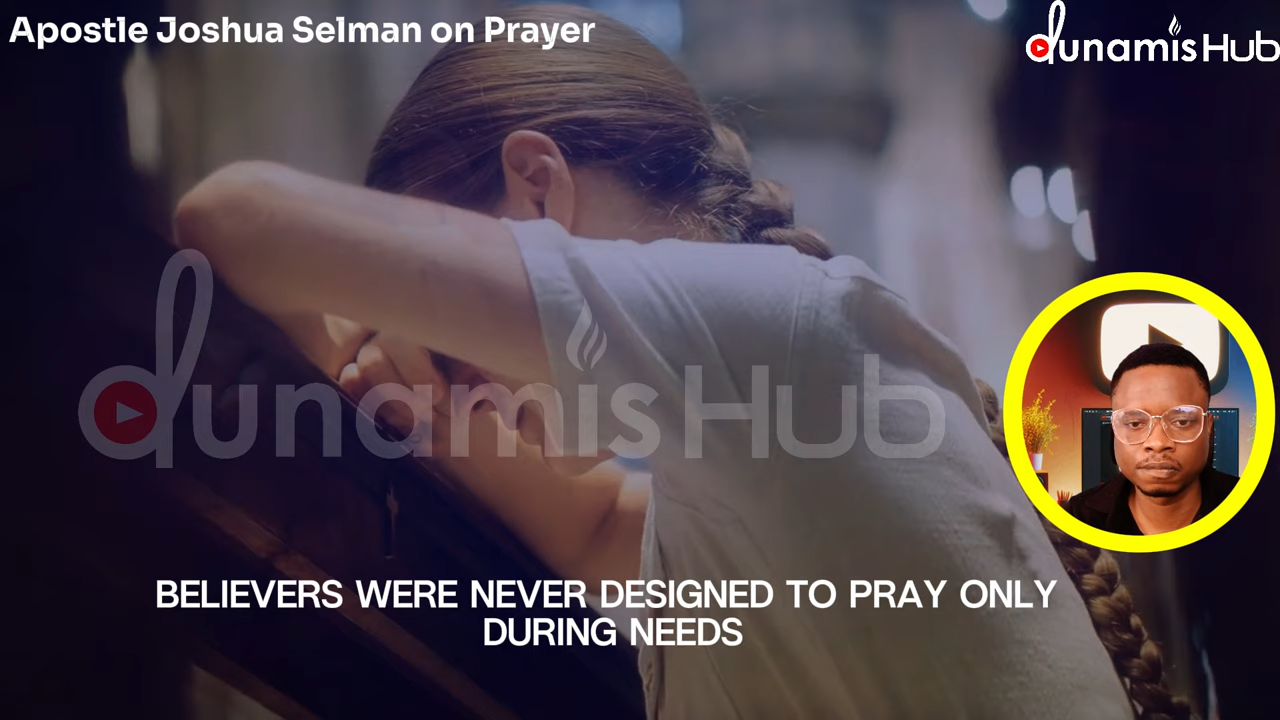 Apostle Joshua Selman on Prayer
dunamisHub
dunamisHub
BELIEVERS WERE NEVER DESIGNED TO PRAY ONLY
DURING NEEDS